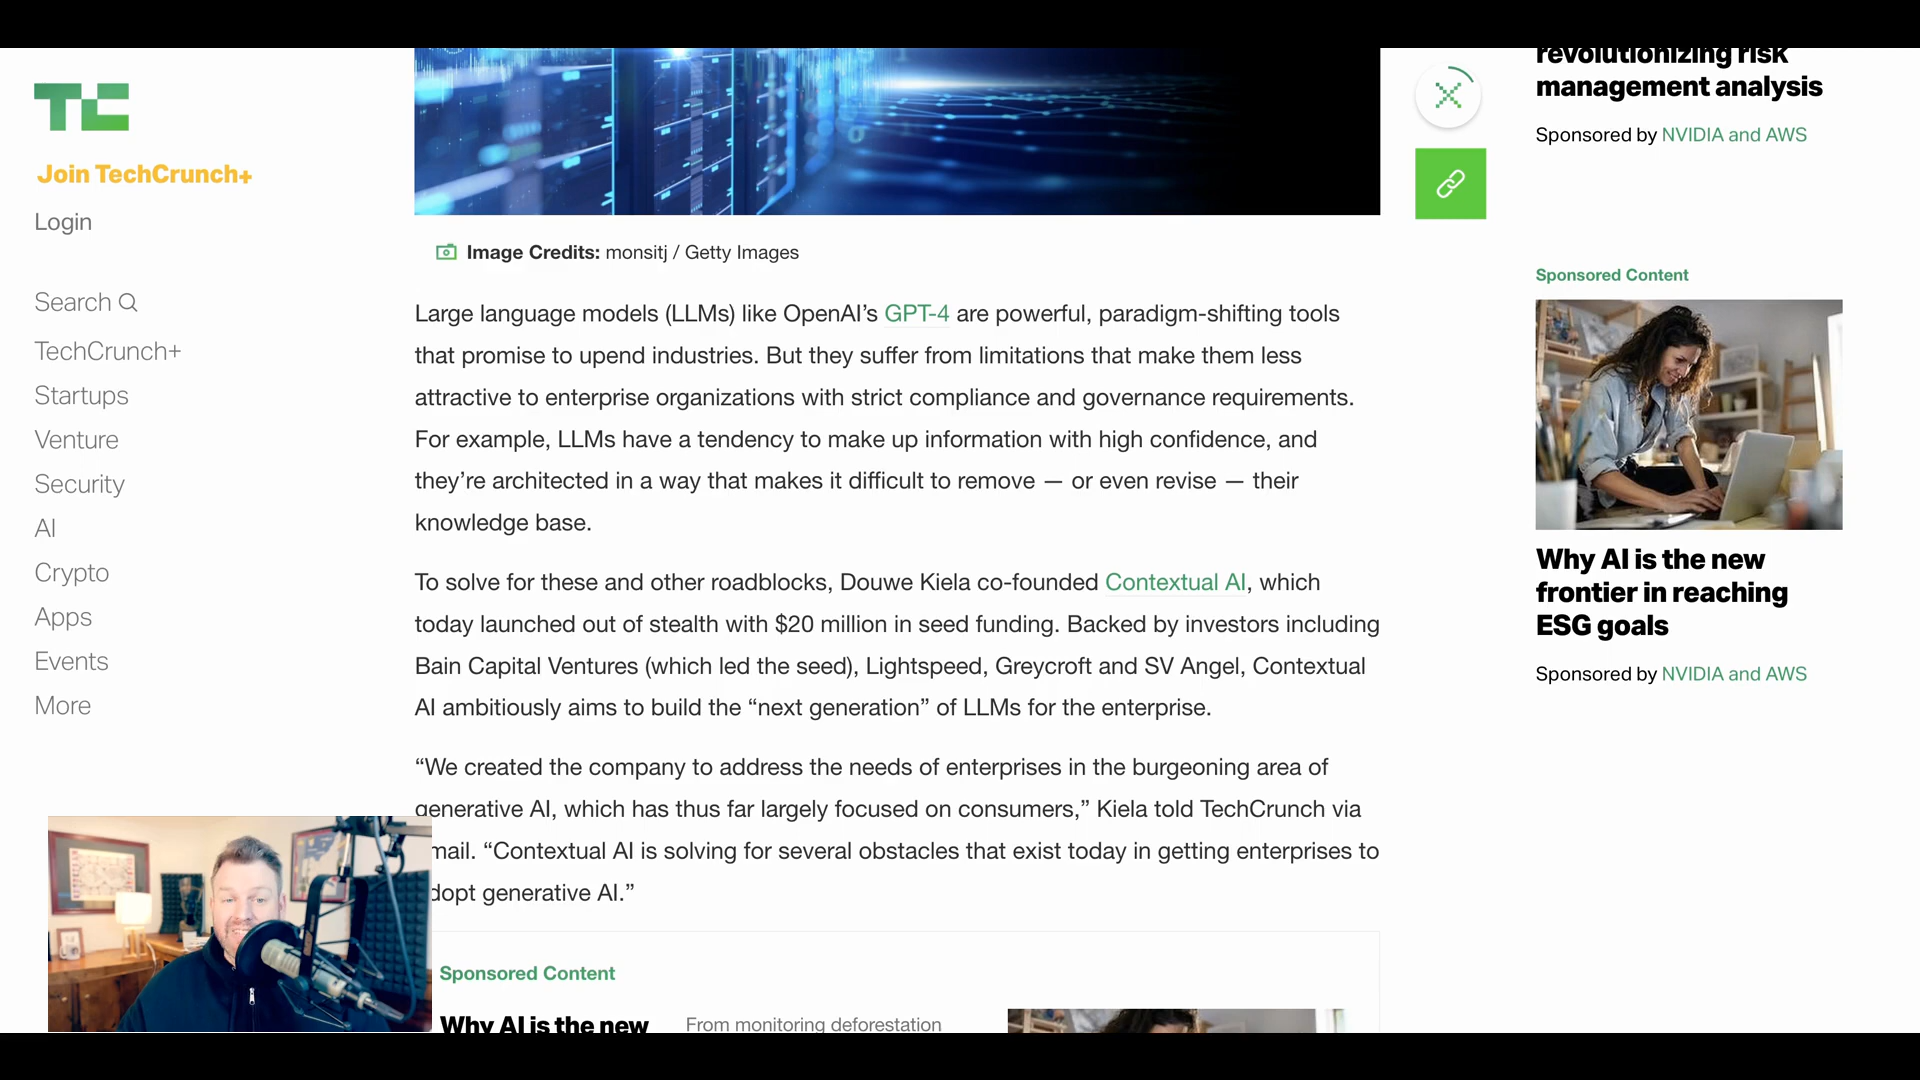 TC
Join TechCrunch+
Login
Search
TechCrunch+
Startups
Venture
Security
AI
Crypto
Apps
Events
More
Image Credits: monsitj / Getty Images
Large language models (LLMs) like OpenAI’s GPT-4 are powerful, paradigm-shifting tools
that promise to upend industries. But they suffer from limitations that make them less
attractive to enterprise organizations with strict compliance and governance requirements.
For example, LLMs have a tendency to make up information with high confidence, and
they’re architected in a way that makes it difficult to remove — or even revise — their
knowledge base.
To solve for these and other roadblocks, Douwe Kiela co-founded Contextual AI, which
today launched out of stealth with $20 million in seed funding. Backed by investors including
Bain Capital Ventures (which led the seed), Lightspeed, Greycroft and SV Angel, Contextual
AI ambitiously aims to build the “next generation” of LLMs for the enterprise.
“We created the company to address the needs of enterprises in the burgeoning area of
generative AI, which has thus far largely focused on consumers,” Kiela told TechCrunch via
mail. “Contextual AI is solving for several obstacles that exist today in getting enterprises to
dopt generative AI.”
Sponsored Content
Why AI is the new
From monitoring deforestation
revolutionizing risk
management analysis
Sponsored by NVIDIA and AWS
Sponsored Content
Why AI is the new
frontier in reaching
ESG goals
Sponsored by NVIDIA and AWS